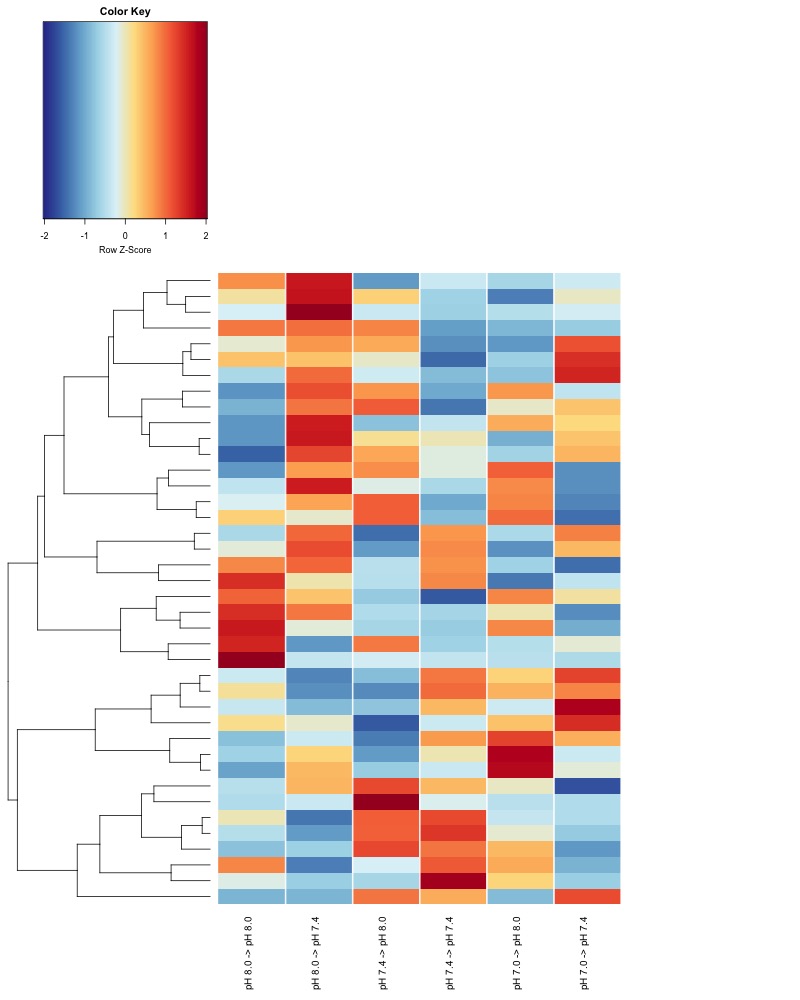 Color Key
-2 -1 0 1 2
Row Z-Score
pH 8.0 -> pH 8.0
pH 8.0 -> pH 7.4
pH 7.4 -> pH 8.0
pH 7.4 -> pH 7.4
pH 7.0 -> pH 8.0
pH 7.0 -> pH 7.4